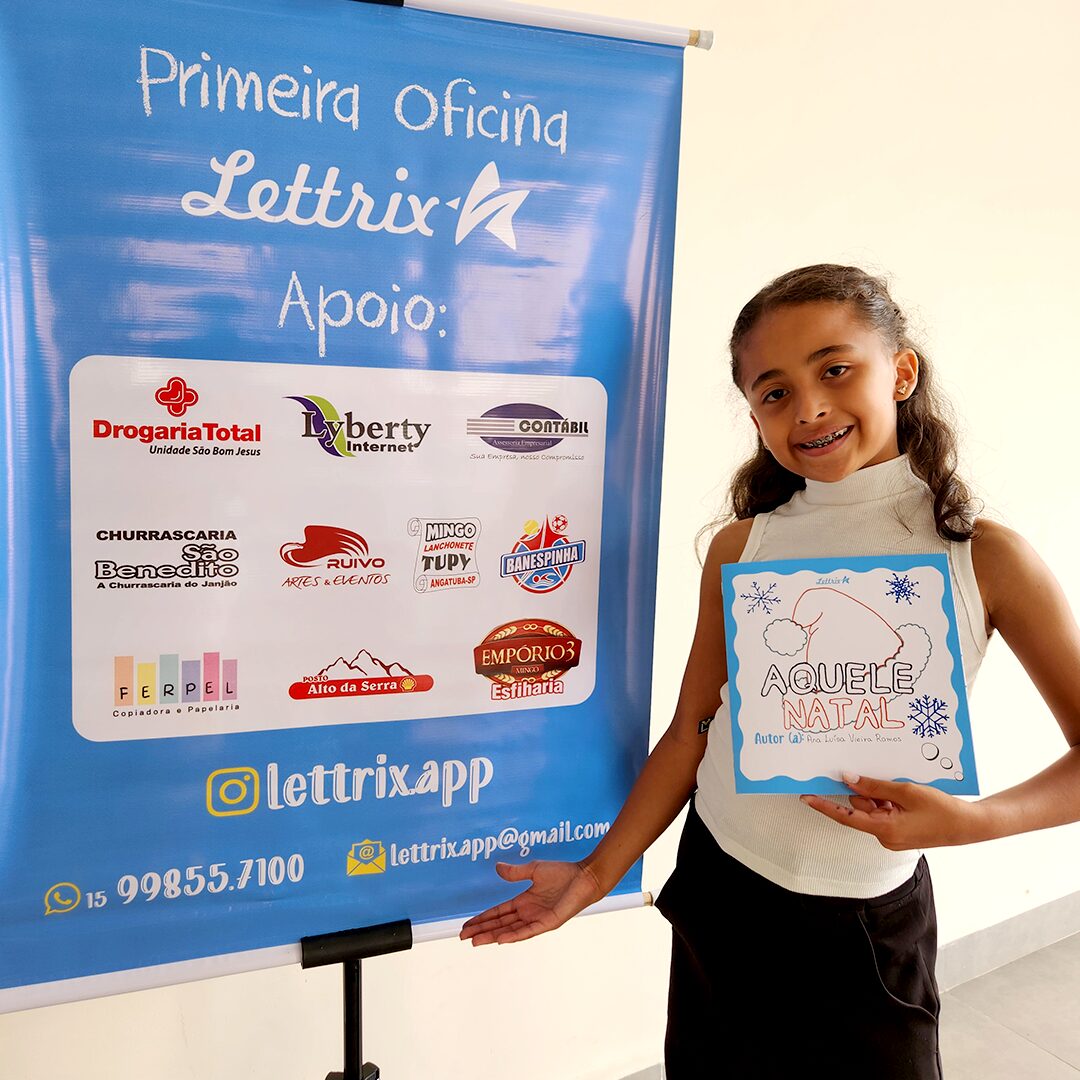 Primeira Oficina
Lettrix
Apoio:
DrogariaTotal
Unidade São Bom Jesus
Lyberty
Internet
CONTÁBIL
Assessoria Empresarial
Sua Empresa, nosso Compromisso
CHURRASCARIA
São
Benedito
A Churrascaria do Janjão
RUIVO
ARTES & EVENTOS
MINGO
LANCHONETE
TUPY
ANGATUBA-SP
BANESPINHA
FERPEL
Copiadora e Papelaria
POSTO
Alto da Serra
EMPÓRIO3
MINGO
Esfiharia
lettrix.app
15 99855.7100
lettrix.app@gmail.com
Lettrix
AQUELE
NATAL
Autor (a): Ana Luísa Vieira Ramos